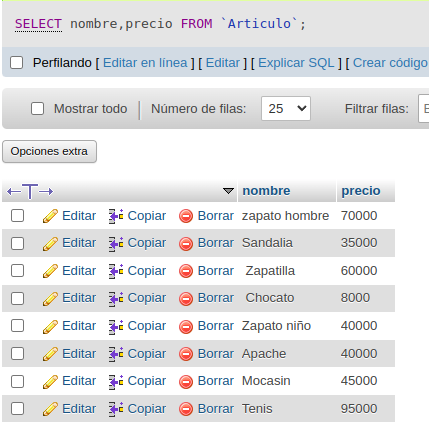 SELECT nombre,precio FROM `Articulo`;
Perfilando [ Editar en línea ] [ Editar ] [ Explicar SQL ] [ Crear código
Mostrar todo Número de filas: 25 Filtrar filas:
Opciones extra
nombre precio
Editar Copiar Borrar zapato hombre 70000
Editar Copiar Borrar Sandalia 35000
Editar Copiar Borrar Zapatilla 60000
Editar Copiar Borrar Chocato 8000
Editar Copiar Borrar Zapato niño 40000
Editar Copiar Borrar Apache 40000
Editar Copiar Borrar Mocasin 45000
Editar Copiar Borrar Tenis 95000